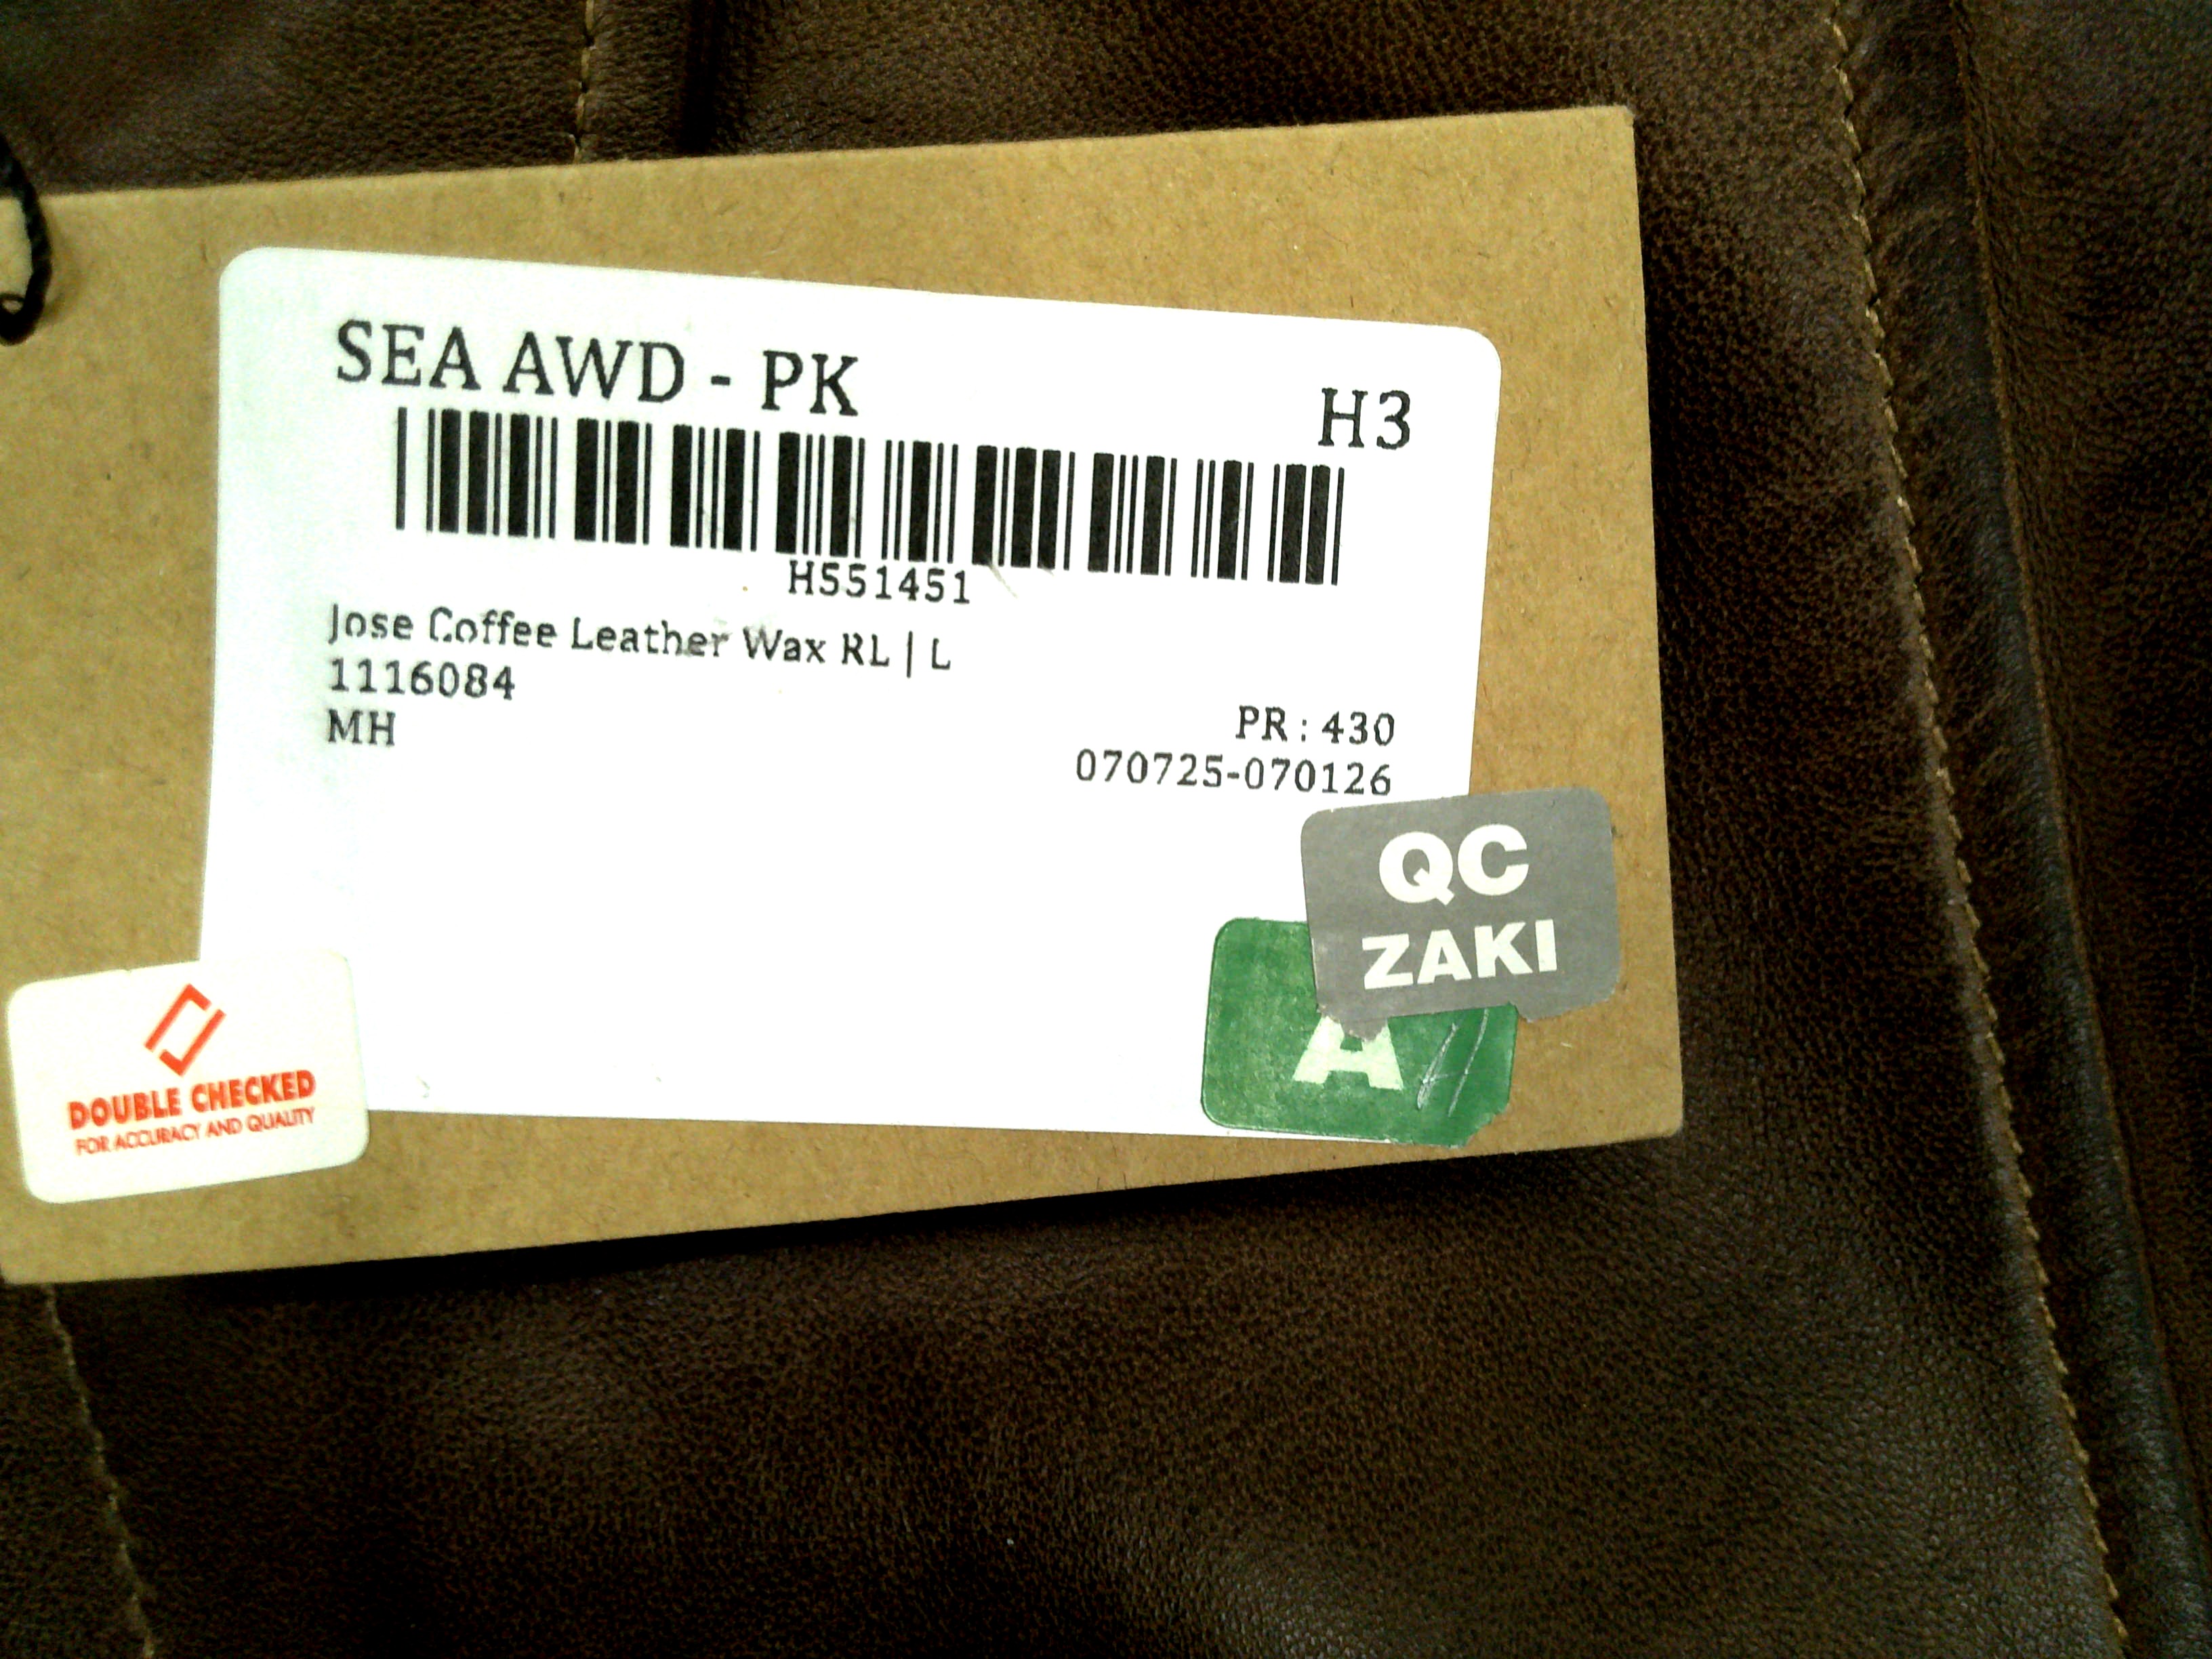 SEA AWD - PK
H3
H551451
Jose Coffee Leather Wax RL | L
1116084
MH
PR : 430
070725-070126
QC
ZAKI
A
DOUBLE CHECKED
FOR ACCURACY AND QUALITY